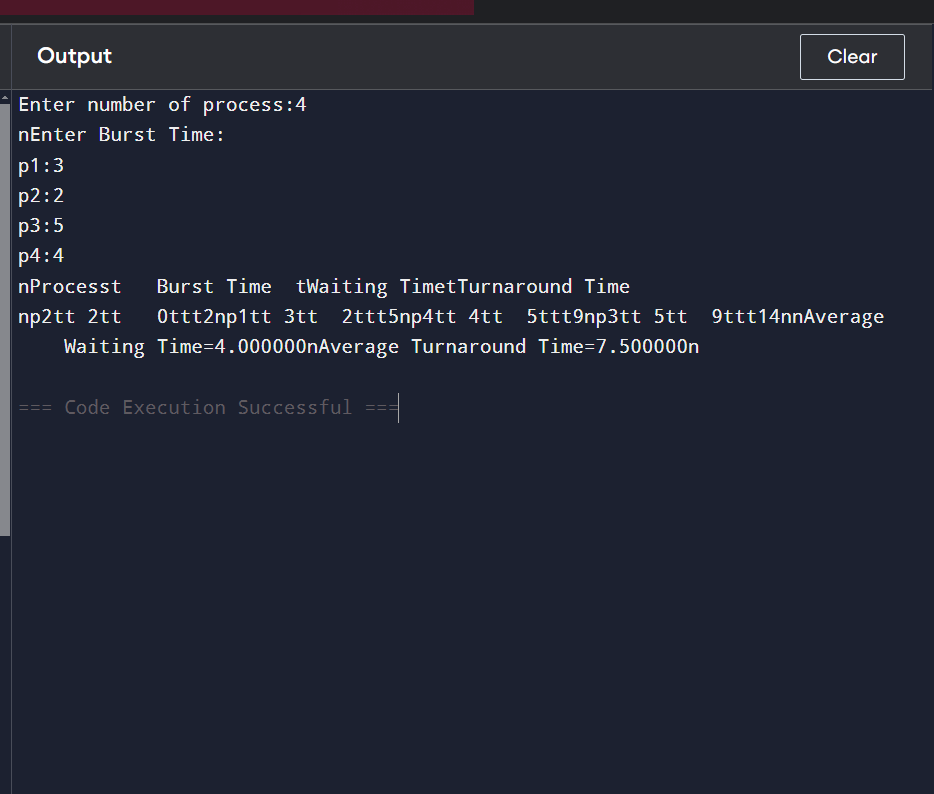 Output
Clear
Enter number of process:4
nEnter Burst Time:
p1:3
p2:2
p3:5
p4:4
nProcesst   Burst Time  tWaiting TimetTurnaround Time
np2tt 2tt   0ttt2np1tt 3tt  2ttt5np4tt 4tt  5ttt9np3tt 5tt  9ttt14nnAverage
    Waiting Time=4.000000nAverage Turnaround Time=7.500000n
=== Code Execution Successful ===